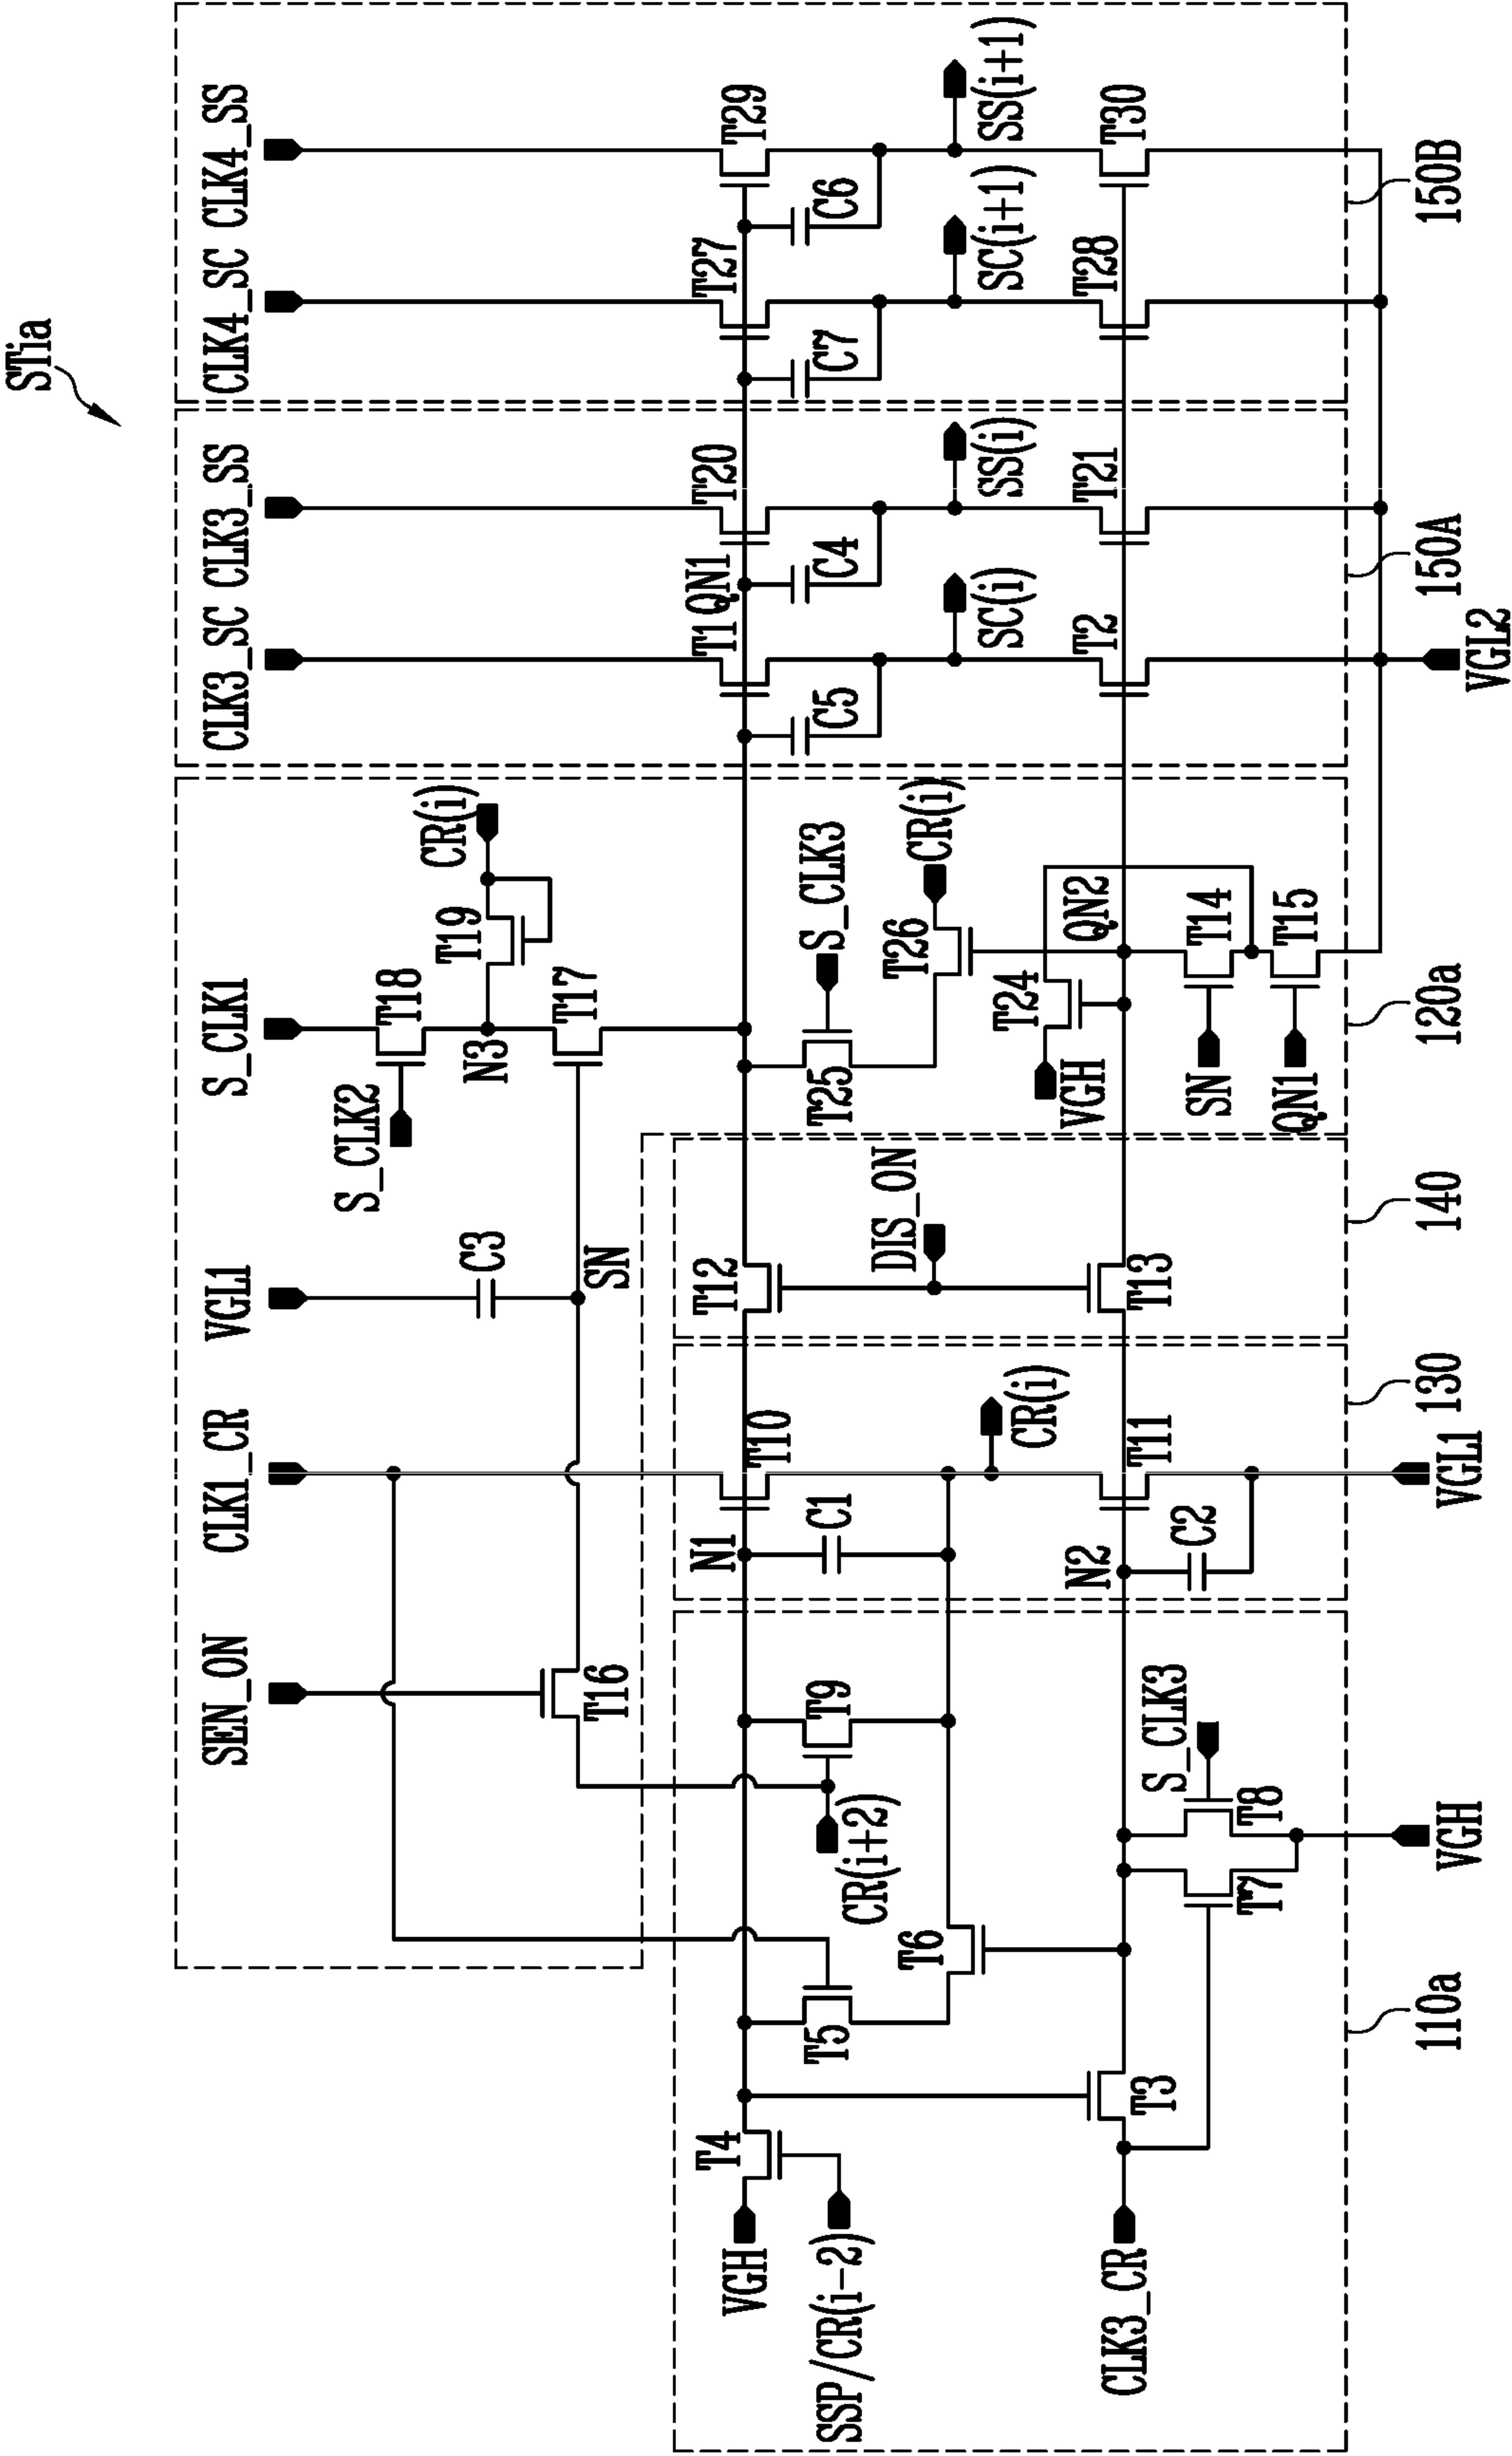 STia
CLK4_SS
CLK4_SC
CLK3_SS
CLK3_SC
S_CLK1
VGL1
CLK1_CR
SEN_ON
T29
T27
C6
C7
SS(i+1)
SC(i+1)
T30
T28
150B
T20
QN1
T1
C4
C5
SS(i)
SC(i)
T21
T2
150A
VGL2
CR(i)
T19
T18
S_CLK2
N3
T17
S_CLK3
CR(i)
T26
T25
T24
VGH
QN2
T14
T15
SN
QN1
120a
C3
SN
T12
DIS_ON
T13
140
T10
N1
C1
CR(i)
T11
N2
C2
VGL1
130
T16
T9
CR(i+2)
S_CLK3
T8
T7
VGH
T6
T5
T4
T3
VGH
SSP/CR(i-2)
CLK3_CR
110a